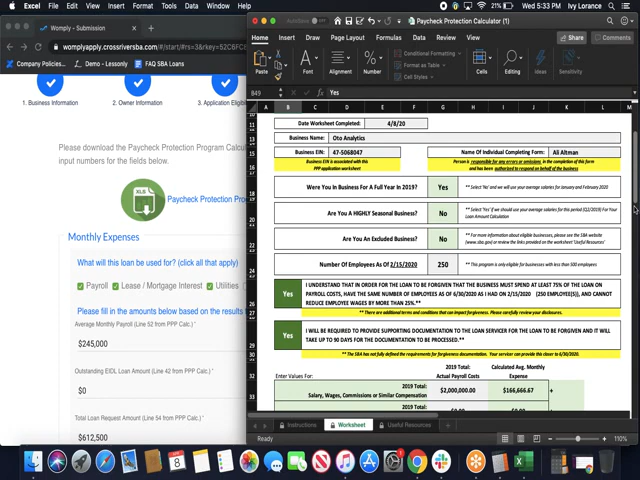 Excel File Edit View Insert Format Tools Data Window Help
21% Wed 5:33 PM Ivy Lorance
Womply - Submission
womplyapply.crossriversba.com/#/start/#rs=3&rkey=52C6FC
Company Policies... Demo - Lessonly FAQ SBA Loans
1. Business Information 2. Owner Information 3. Application Eligib
Please download the Paycheck Protection Program Calcu
input numbers for the fields below.
XLS
Paycheck Protection Pro
Monthly Expenses
What will this loan be used for? (click all that apply)
Payroll Lease / Mortgage Interest Utilities
Please fill in the amounts below based on the results
Average Monthly Payroll (Line 52 from PPP Calc.) *
$245,000
Outstanding EIDL Loan Amount (Line 42 from PPP Calc.) *
$0
Total Loan Request Amount (Line 54 from PPP Calc.) *
$612,500
AutoSave OFF
Paycheck Protection Calculator (1)
Home Insert Draw Page Layout Formulas Data Review View
Share Comments
Paste Font Alignment Number
Conditional Formatting
Format as Table
Cell Styles
Cells Editing Ideas Sensitivity
B49 fx Yes
A B C D E F G H I J K L
Date Worksheet Completed: 4/8/20
Business Name: Oto Analytics
Business EIN: 47-5068047
Name Of Individual Completing Form: Ali Altman
Business EIN is associated with this
PPP application worksheet
Person is responsible for any errors or omissions in the completion of this form
and has been authorized to respond on behalf of the business
Were You In Business For A Full Year In 2019? Yes
*Select 'No' and we will use your average salaries for January and February 2020
Are You A HIGHLY Seasonal Business? No
*Select 'Yes' if we should use your average salaries for this period (Q2/2019) For Your
Loan Amount Calculation
Are You An Excluded Business? No
*For more information about eligible businesses, please see the SBA website
(www.sba.gov) or review the links provided on the worksheet 'Useful Resources'
Number Of Employees As Of 2/15/2020 250
*This program is only eligible for businesses with less than 500 employees
Yes
I UNDERSTAND THAT IN ORDER FOR THE LOAN TO BE FORGIVEN THAT THE BUSINESS MUST SPEND AT LEAST 75% OF THE LOAN ON
PAYROLL COSTS, HAVE THE SAME NUMBER OF EMPLOYEES AS OF 6/30/2020 AS I HAD ON 2/15/2020 (250 EMPLOYEE(S)), AND CANNOT
REDUCE EMPLOYEE WAGES BY MORE THAN 25%.**
* There are additional terms and conditions that can impact forgiveness. Please carefully review your disclosures.
Yes
I WILL BE REQUIRED TO PROVIDE SUPPORTING DOCUMENTATION TO THE LOAN SERVICER FOR THE LOAN TO BE FORGIVEN AND IT WILL
TAKE UP TO 90 DAYS FOR THE DOCUMENTATION TO BE PROCESSED.**
*The SBA has not fully defined the requirements for forgiveness documentation. Your servicer can provide this closer to 6/30/2020.
Enter Values For:
2019 Total:
Actual Payroll Costs
Calculated Avg. Monthly
Expense
2019 Total:
Salary, Wages, Commissions or Similar Compensation
$2,000,000.00 $166,666.67 +
2019 Total:
Instructions Worksheet Useful Resources +
Ready 110%